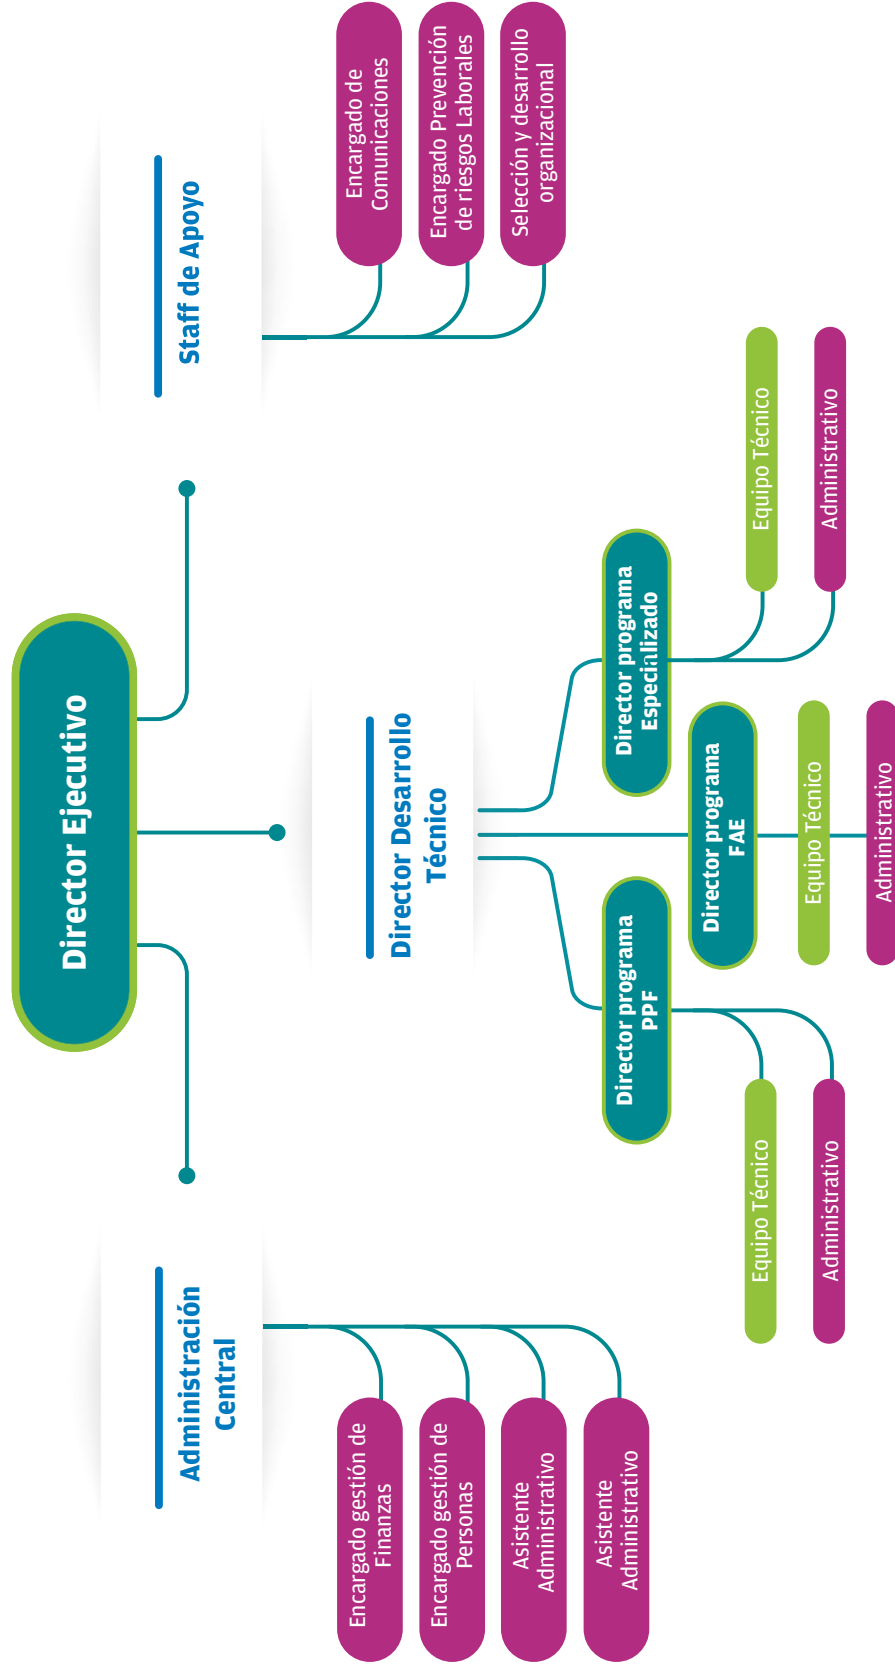 Director Ejecutivo
Administración
Central
Encargado gestión de
Finanzas
Encargado gestión de
Personas
Asistente
Administrativo
Asistente
Administrativo
Director Desarrollo
Técnico
Director programa
PPF
Equipo Técnico
Administrativo
Director programa
FAE
Equipo Técnico
Administrativo
Director programa
Especializado
Equipo Técnico
Administrativo
Staff de Apoyo
Encargado de
Comunicaciones
Encargado Prevención
de riesgos Laborales
Selección y desarrollo
organizacional